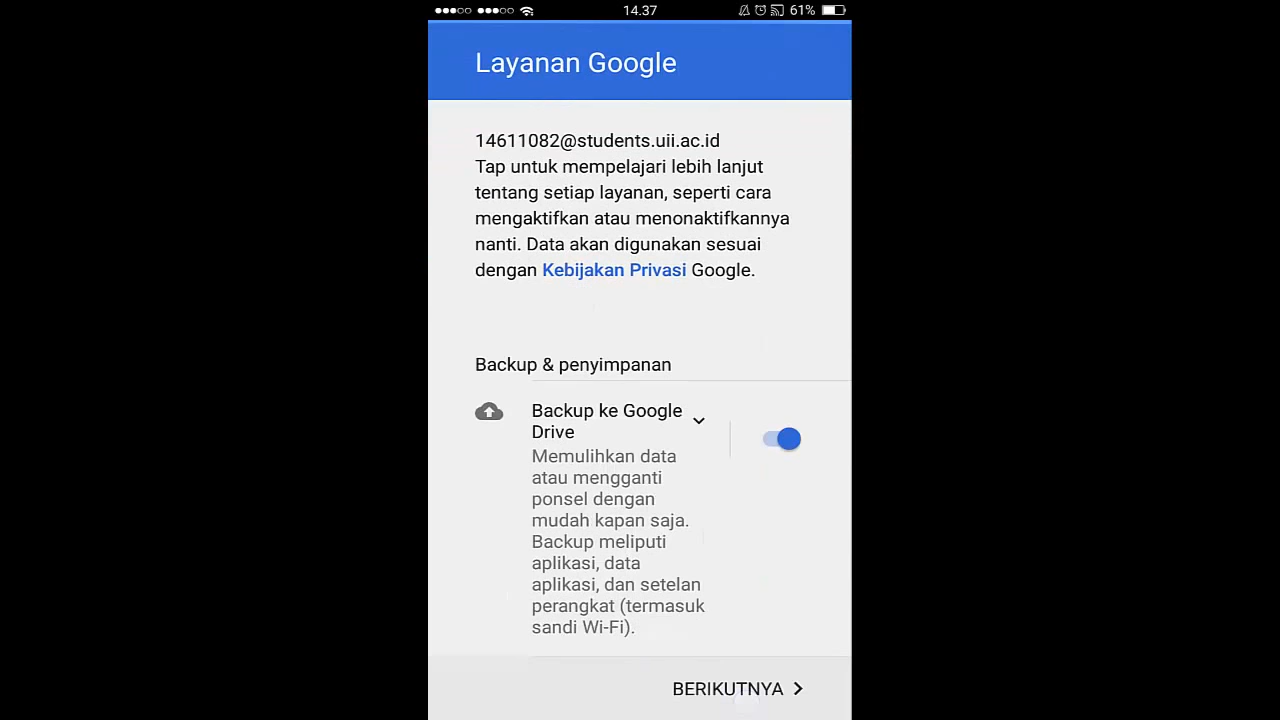 14.37
61%
Layanan Google
14611082@students.uii.ac.id
Tap untuk mempelajari lebih lanjut
tentang setiap layanan, seperti cara
mengaktifkan atau menonaktifkannya
nanti. Data akan digunakan sesuai
dengan Kebijakan Privasi Google.
Backup & penyimpanan
Backup ke Google
Drive
Memulihkan data
atau mengganti
ponsel dengan
mudah kapan saja.
Backup meliputi
aplikasi, data
aplikasi, dan setelan
perangkat (termasuk
sandi Wi-Fi).
BERIKUTNYA